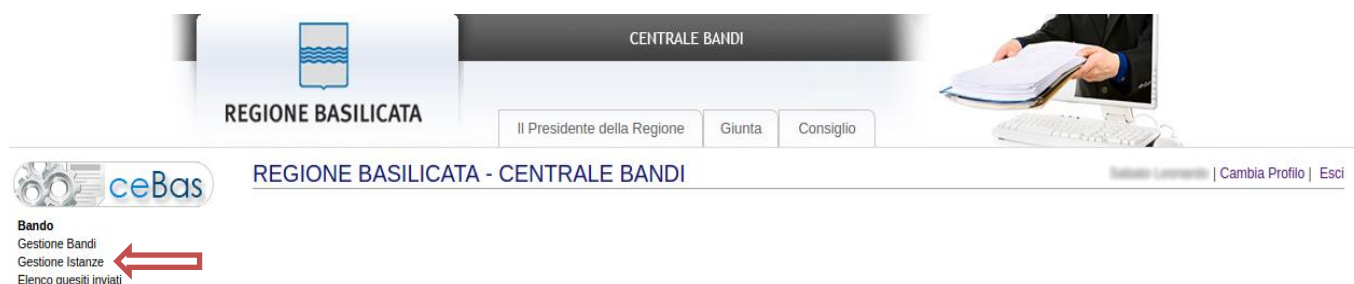 CENTRALE BANDI
REGIONE BASILICATA
Il Presidente della Regione Giunta Consiglio
ceBas
REGIONE BASILICATA - CENTRALE BANDI
| Cambia Profilo | Esci
Bando
Gestione Bandi
Gestione Istanze
Elenco quesiti inviati